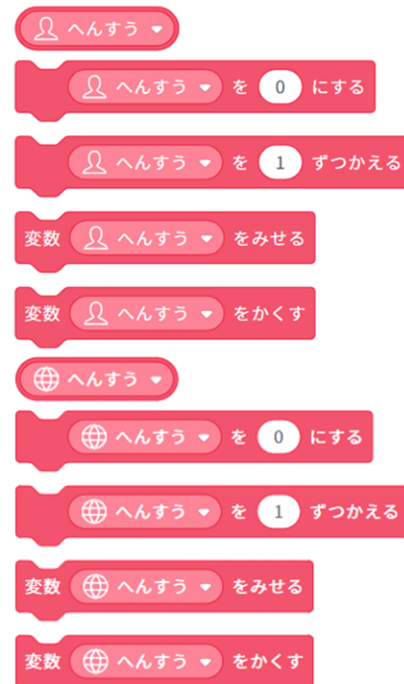 へんすう
へんすう を 0 にする
へんすう を 1 ずつかえる
変数 へんすう をみせる
変数 へんすう をかくす
へんすう
へんすう を 0 にする
へんすう を 1 ずつかえる
変数 へんすう をみせる
変数 へんすう をかくす